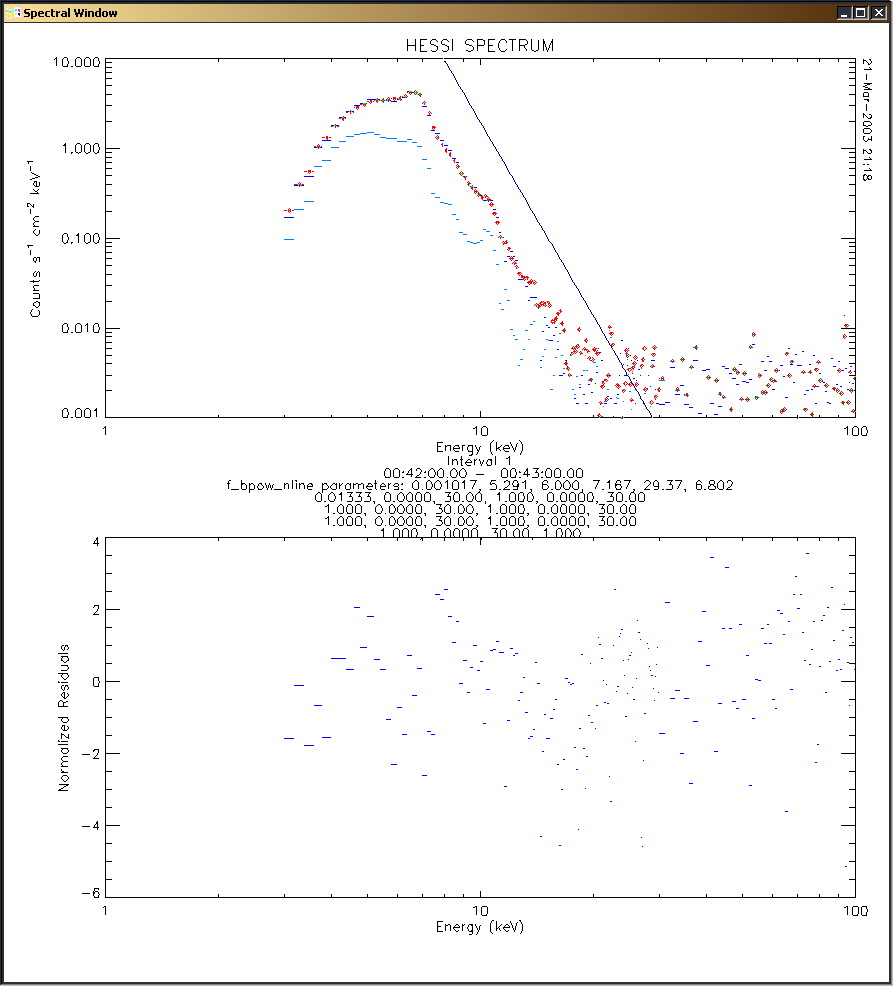 Spectral Window
HESSI SPECTRUM
21-Mar-2003 21:18
10.000
1.000
0.100
0.010
0.001
Counts s⁻¹ cm⁻² keV⁻¹
1 10 100
Energy (keV)
Interval 1
00:42:00.00 - 00:43:00.00
f_bpow_nline parameters: 0.001017, 5.291, 6.000, 7.167, 29.37, 6.802
0.01333, 0.0000, 30.00, 1.000, 0.0000, 30.00
1.000, 0.0000, 30.00, 1.000, 0.0000, 30.00
1.000, 0.0000, 30.00, 1.000, 0.0000, 30.00
1.000, 0.0000, 30.00, 1.000
4
2
0
-2
-4
-6
Normalized Residuals
1 10 100
Energy (keV)